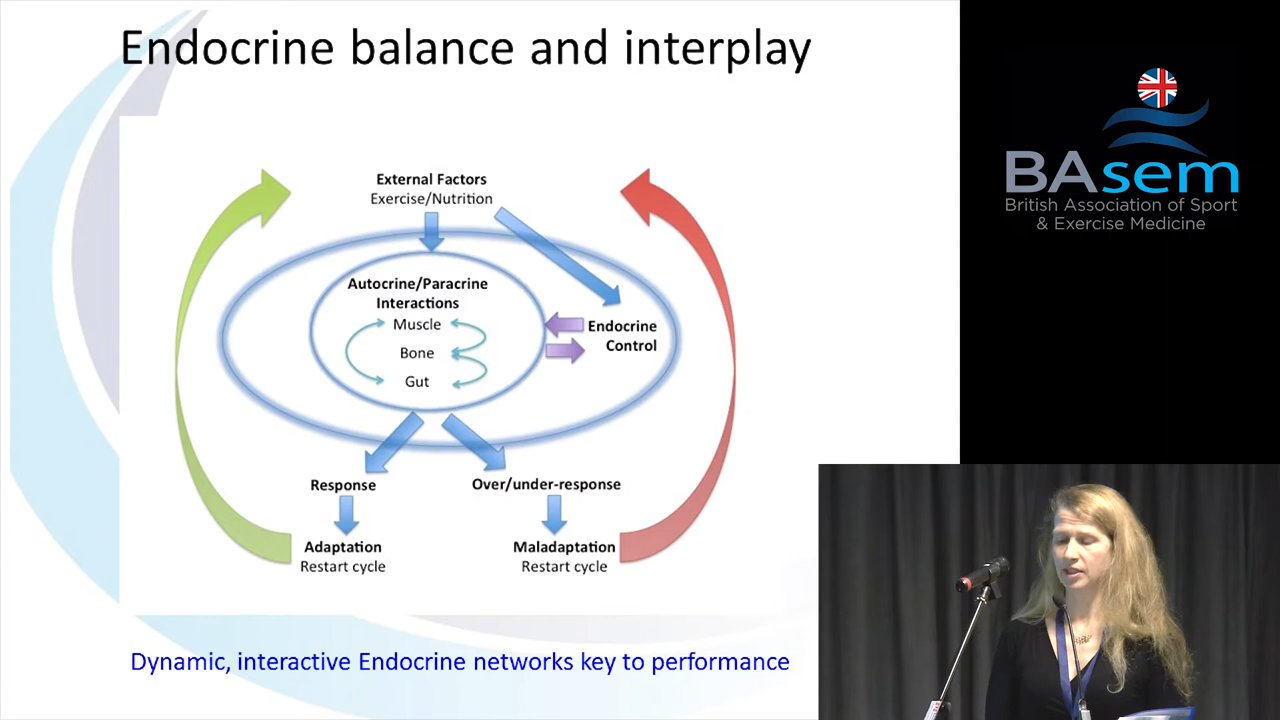 Endocrine balance and interplay
External Factors
Exercise/Nutrition
Autocrine/Paracrine
Interactions
Muscle
Bone
Gut
Endocrine
Control
Response
Over/under-response
Adaptation
Restart cycle
Maladaptation
Restart cycle
Dynamic, interactive Endocrine networks key to performance
BAsem
British Association of Sport
& Exercise Medicine